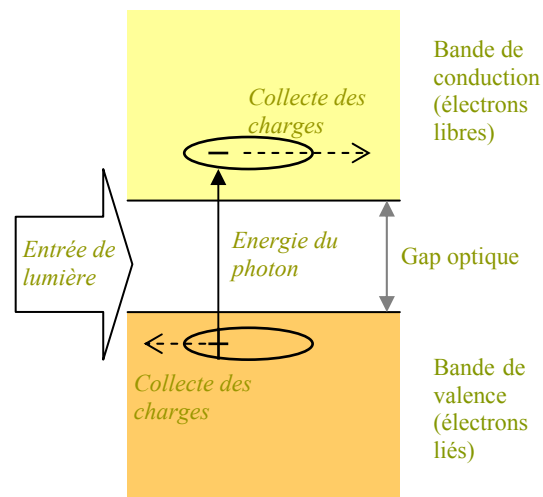 Bande de
conduction
(électrons
libres)
Collecte des
charges
Entrée de
lumière
Energie du
photon
Gap optique
Collecte des
charges
Bande de
valence
(électrons
liés)